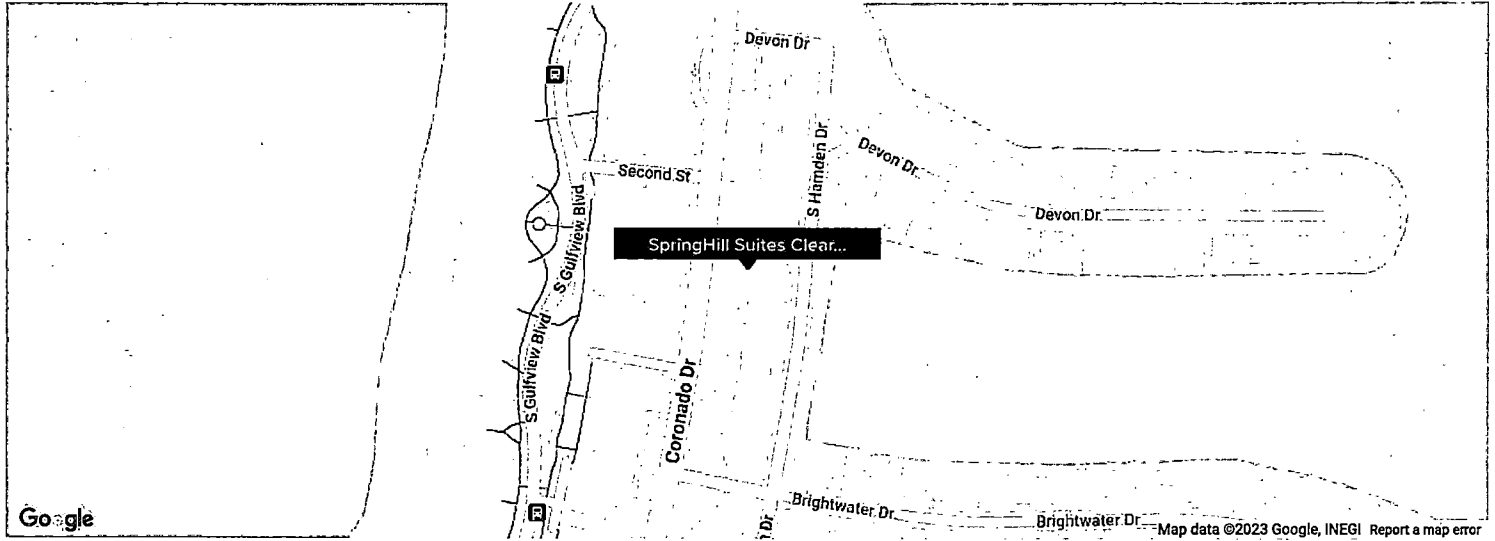 Devon Dr
Second St
S Hamden Dr
Devon Dr
Devon Dr
S Gulfview Blvd
SpringHill Suites Clear...
S Gulfview Blvd
Coronado Dr
Brightwater Dr
Brightwater Dr
Dr
Google
Map data ©2023 Google, INEGI Report a map error